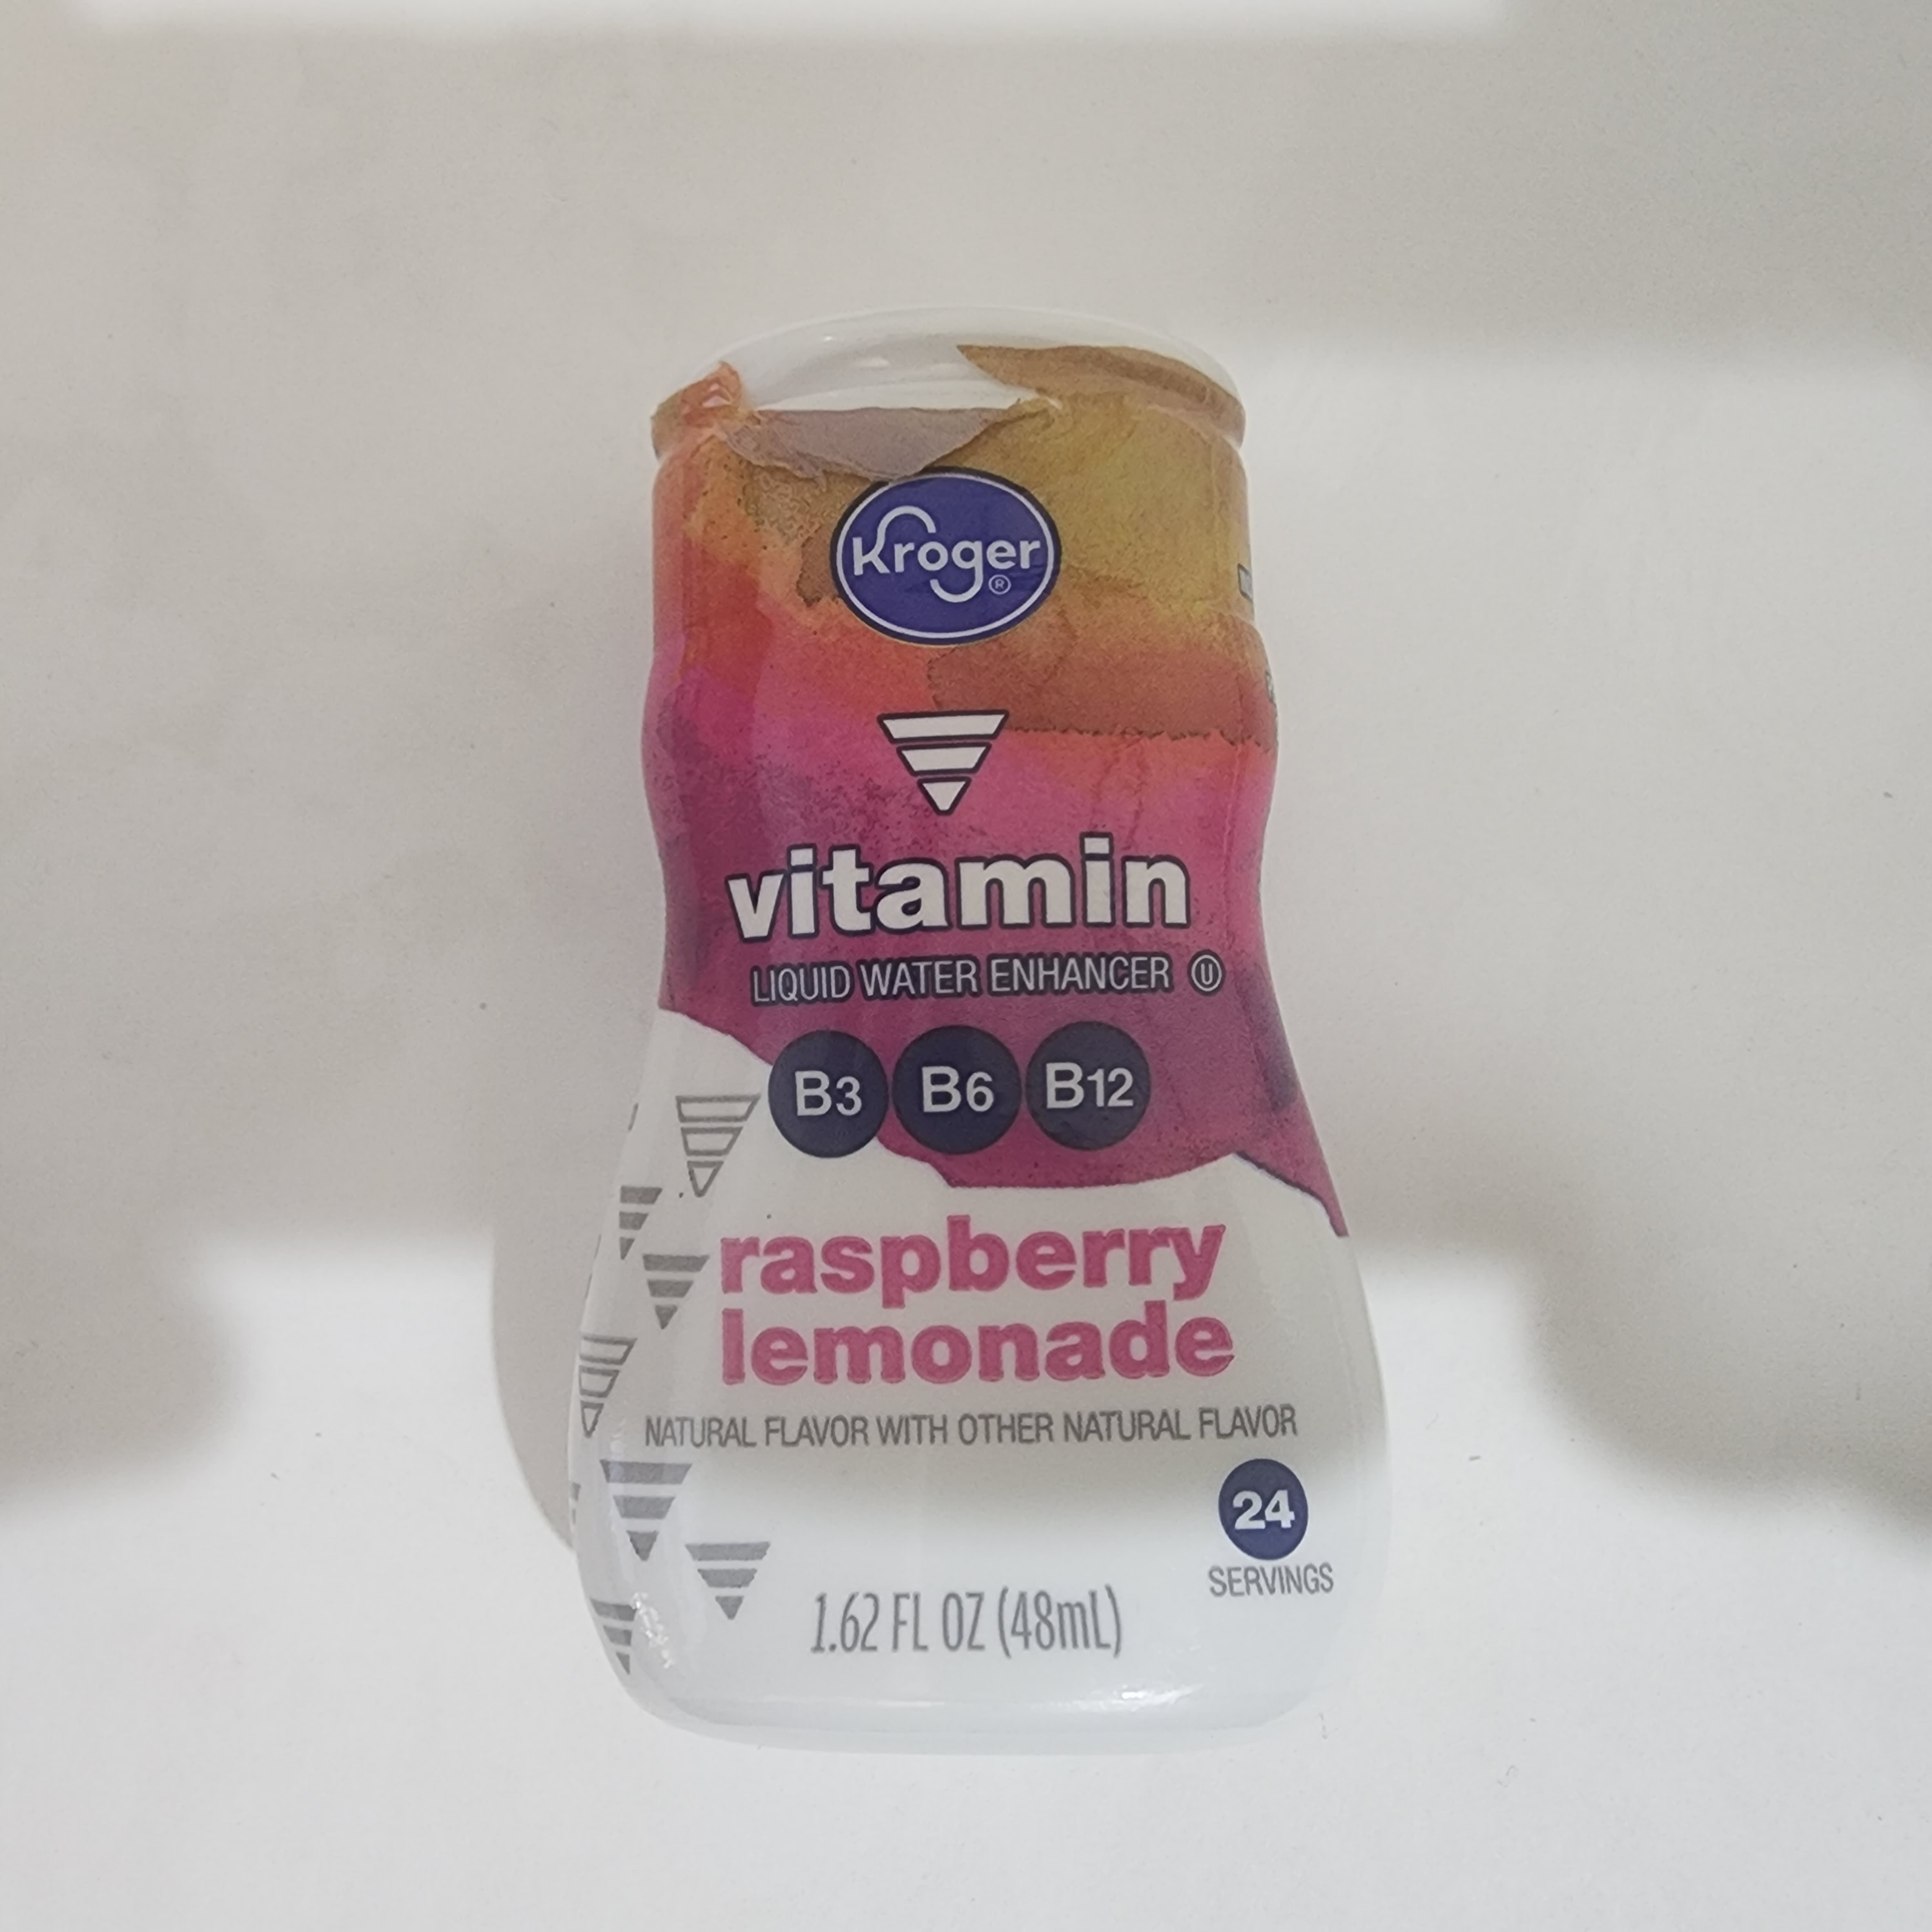 Kroger®
vitamin
LIQUID WATER ENHANCER Ⓤ
B3 B6 B12
raspberry
lemonade
NATURAL FLAVOR WITH OTHER NATURAL FLAVOR
24
SERVINGS
1.62 FL OZ (48mL)